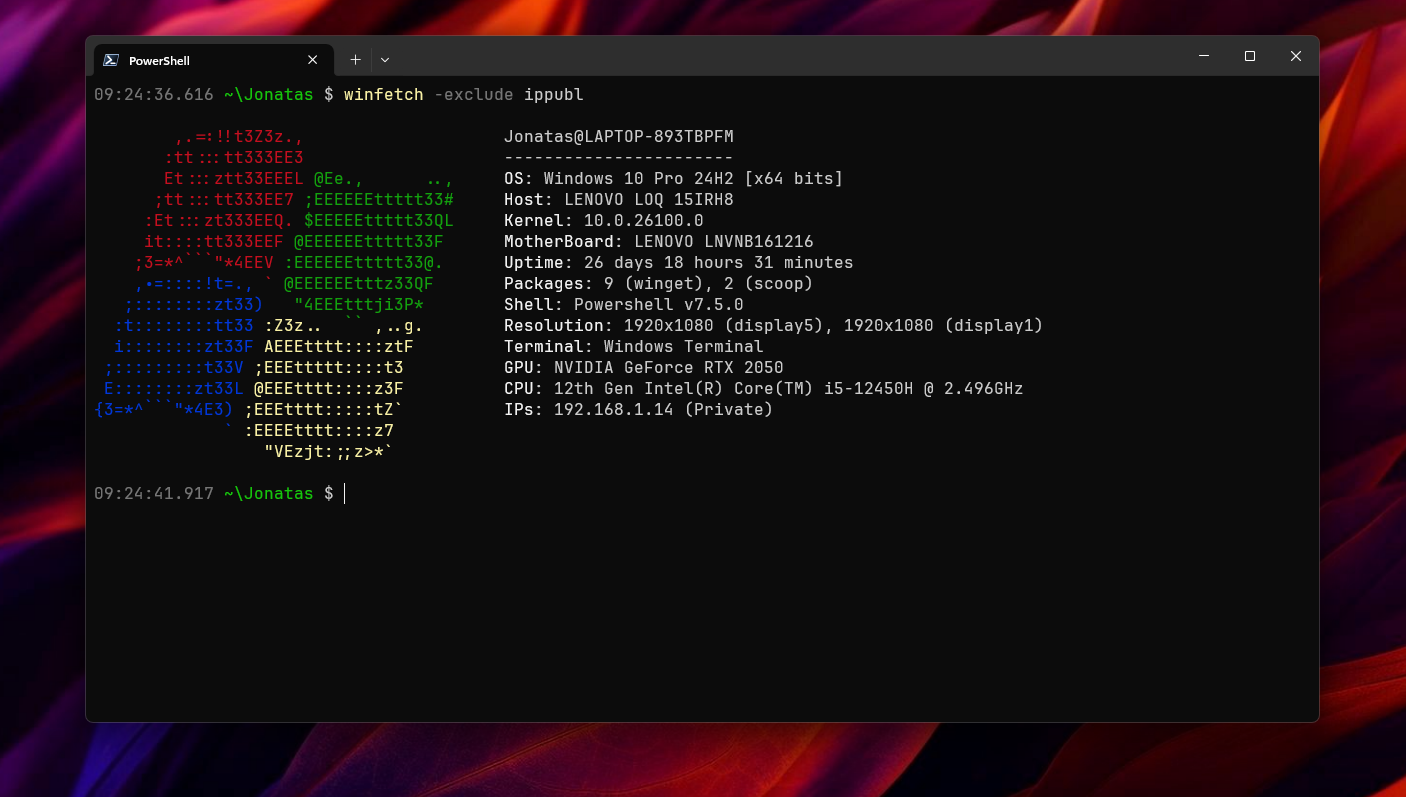 PowerShell
09:24:36.616 ~\Jonatas $ winfetch -exclude ippubl
,.=:!!t3Z3z.,
Jonatas@LAPTOP-893TBPFM
:tt:::tt333EE3
-----------------------
Et:::ztt33EEEL @Ee.,      ..,
OS: Windows 10 Pro 24H2 [x64 bits]
;tt:::tt333EE7 ;EEEEEEttttt33#
Host: LENOVO LOQ 15IRH8
:Et:::zt333EEQ. $EEEEEttttt33QL
Kernel: 10.0.26100.0
it::::tt333EEF @EEEEEEttttt33F
MotherBoard: LENOVO LNVNB161216
;3=*^```"*4EEV :EEEEEEttttt33@.
Uptime: 26 days 18 hours 31 minutes
,•=::::!t=., ` @EEEEEEtttz33QF
Packages: 9 (winget), 2 (scoop)
;::::::::zt33)   "4EEEtttji3P*
Shell: Powershell v7.5.0
:t::::::::tt33 :Z3z..  `` ,..g.
Resolution: 1920x1080 (display5), 1920x1080 (display1)
i::::::::zt33F AEEEtttt::::ztF
Terminal: Windows Terminal
;:::::::::t33V ;EEEttttt::::t3
GPU: NVIDIA GeForce RTX 2050
E::::::::zt33L @EEEtttt::::z3F
CPU: 12th Gen Intel(R) Core(TM) i5-12450H @ 2.496GHz
{3=*^```"*4E3) ;EEEtttt:::::tZ`
IPs: 192.168.1.14 (Private)
` :EEEEtttt::::z7
"VEzjt:;;z>*`
09:24:41.917 ~\Jonatas $